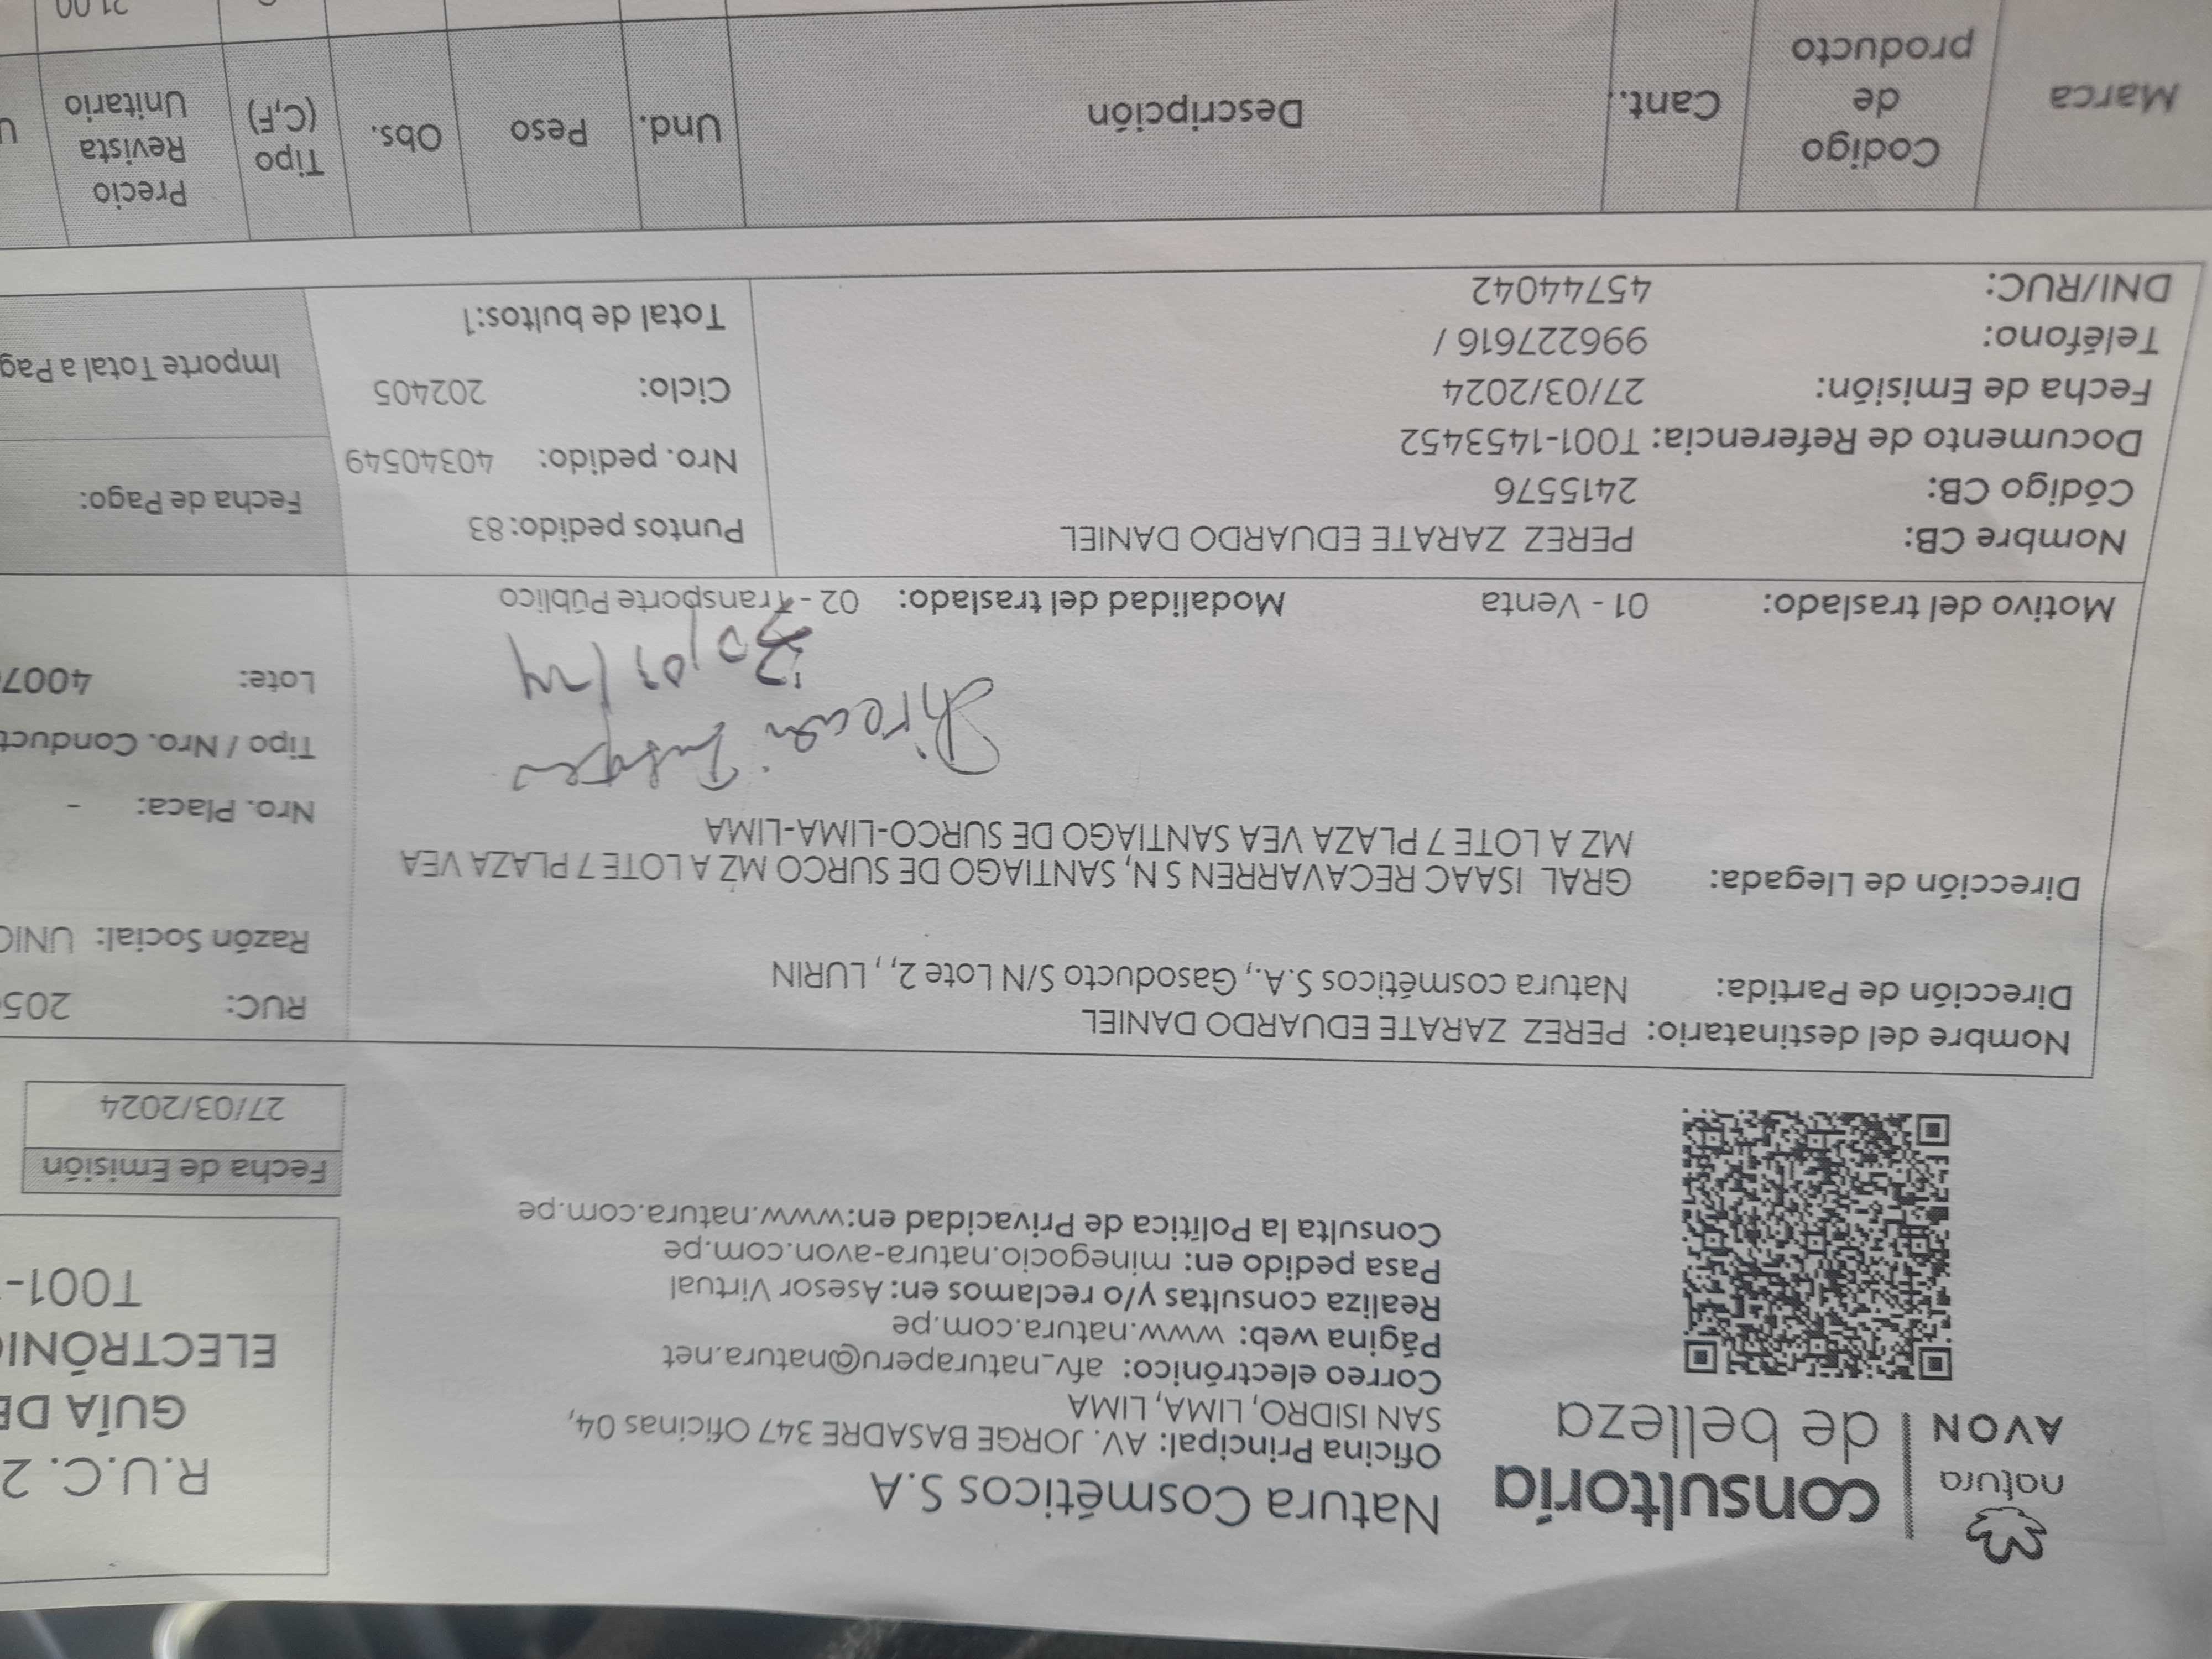 natura
AVON
consultoría
de belleza
Natura Cosméticos S.A
Oficina Principal: AV. JORGE BASADRE 347 Oficinas 04,
SAN ISIDRO, LIMA, LIMA
Correo electrónico: afv_naturaperu@natura.net
Página web: www.natura.com.pe
Realiza consultas y/o reclamos en: Asesor Virtual
Pasa pedido en: minegocio.natura-avon.com.pe
Consulta la Política de Privacidad en:www.natura.com.pe
R.U.C. 2
GUÍA DE
ELECTRÓNI
T001-
Fecha de Emisión
27/03/2024
Nombre del destinatario: PEREZ ZARATE EDUARDO DANIEL
Dirección de Partida: Natura cosméticos S.A., Gasoducto S/N Lote 2, , LURIN
Dirección de Llegada: GRAL ISAAC RECAVARREN S N, SANTIAGO DE SURCO MZ A LOTE 7 PLAZA VEA
MZ A LOTE 7 PLAZA VEA SANTIAGO DE SURCO-LIMA-LIMA
RUC: 205
Razón Social: UNIC
Nro. Placa: -
Tipo / Nro. Conduct
Lote: 4007
Motivo del traslado: 01 - Venta Modalidad del traslado: 02 - Transporte Público
Nombre CB: PEREZ ZARATE EDUARDO DANIEL
Código CB: 2415576
Documento de Referencia: T001-1453452
Fecha de Emisión: 27/03/2024
Teléfono: 996227616 /
DNI/RUC: 45744042
Puntos pedido:83
Nro. pedido: 40340549
Ciclo: 202405
Total de bultos:1
Fecha de Pago:
Importe Total a Pag
Marca
Codigo
de
producto
Cant.
Descripción
Und.
Peso
Obs.
Tipo
(C,F)
Precio
Revista
Unitario
21.00